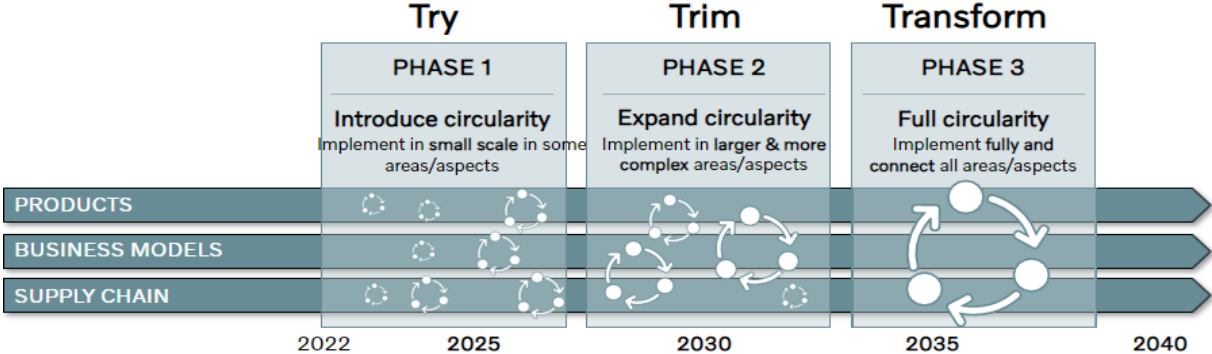 Try
Trim
Transform
PHASE 1
PHASE 2
PHASE 3
Introduce circularity
Implement in small scale in some
areas/aspects
Expand circularity
Implement in larger & more
complex areas/aspects
Full circularity
Implement fully and
connect all areas/aspects
PRODUCTS
BUSINESS MODELS
SUPPLY CHAIN
2022
2025
2030
2035
2040